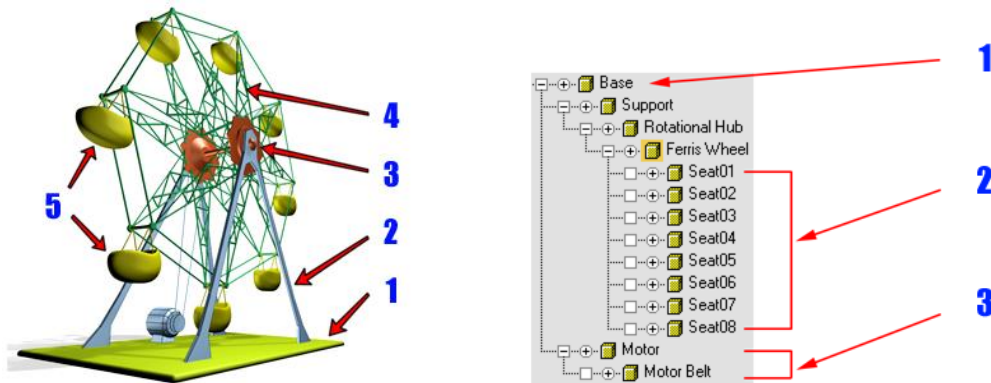 4
3
5
2
1
1
Base
Support
Rotational Hub
Ferris Wheel
Seat01
Seat02
2
Seat03
Seat04
Seat05
Seat06
Seat07
3
Seat08
Motor
Motor Belt